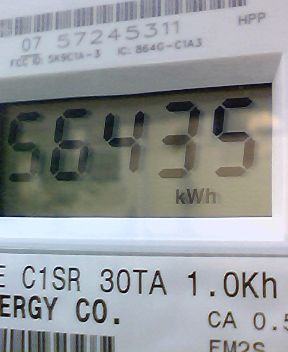 HPP
07 57245311
FCC ID: SK9C1A-3 IC: 864G-C1A3
56435
kWh
E C1SR 30TA 1.0Kh
ERGY CO.
CA 0.5
EM2S